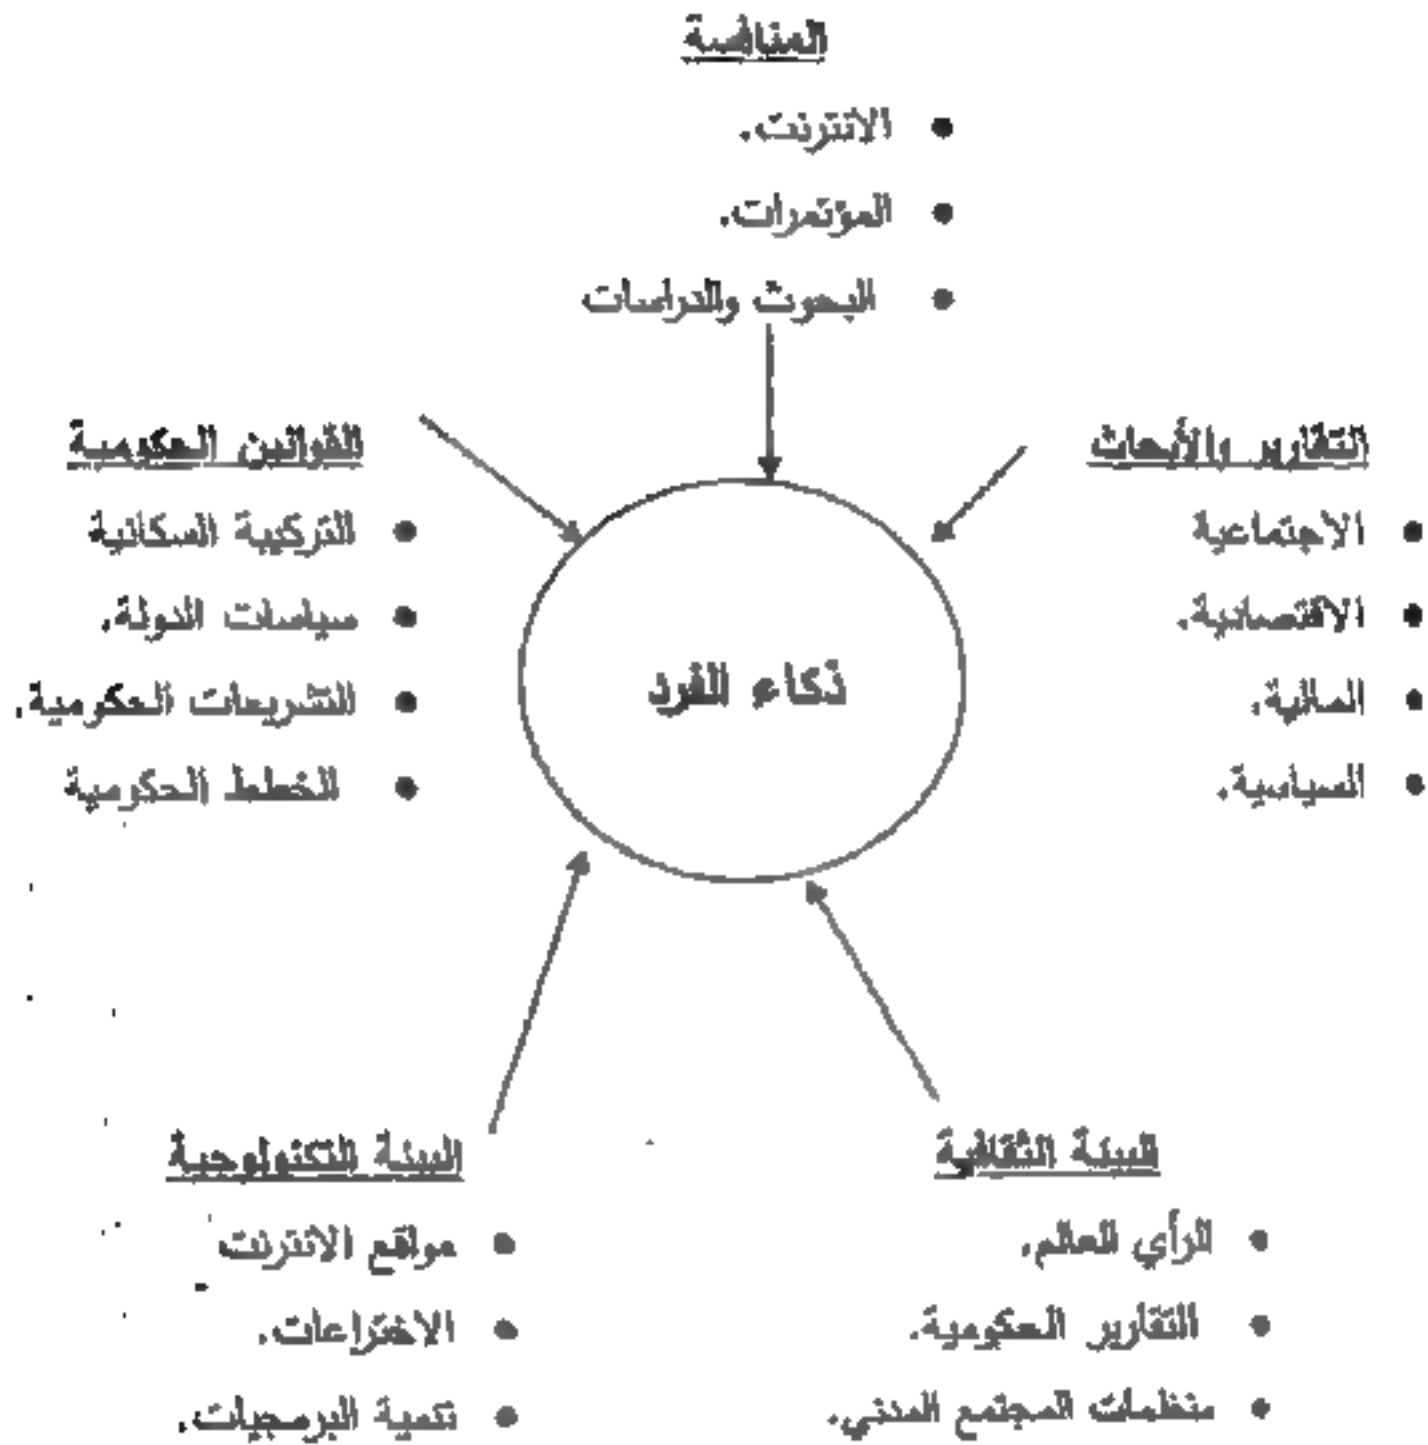 المنافسة
الانترنت.
المؤتمرات.
البحوث والدراسات
التقارير والأبحاث
الاجتماعية
الاقتصادية.
المالية.
السياسية.
القوانين الحكومية
التركيبة السكانية
سياسات الدولة.
التشريعات الحكومية.
الخطط الحكومية
ذكاء الفرد
البيئة الثقافية
الرأي العالم.
التقارير الحكومية.
منظمات المجتمع المدني.
البيئة التكنولوجية
مواقع الانترنت
الاختراعات.
تنمية البرمجيات.